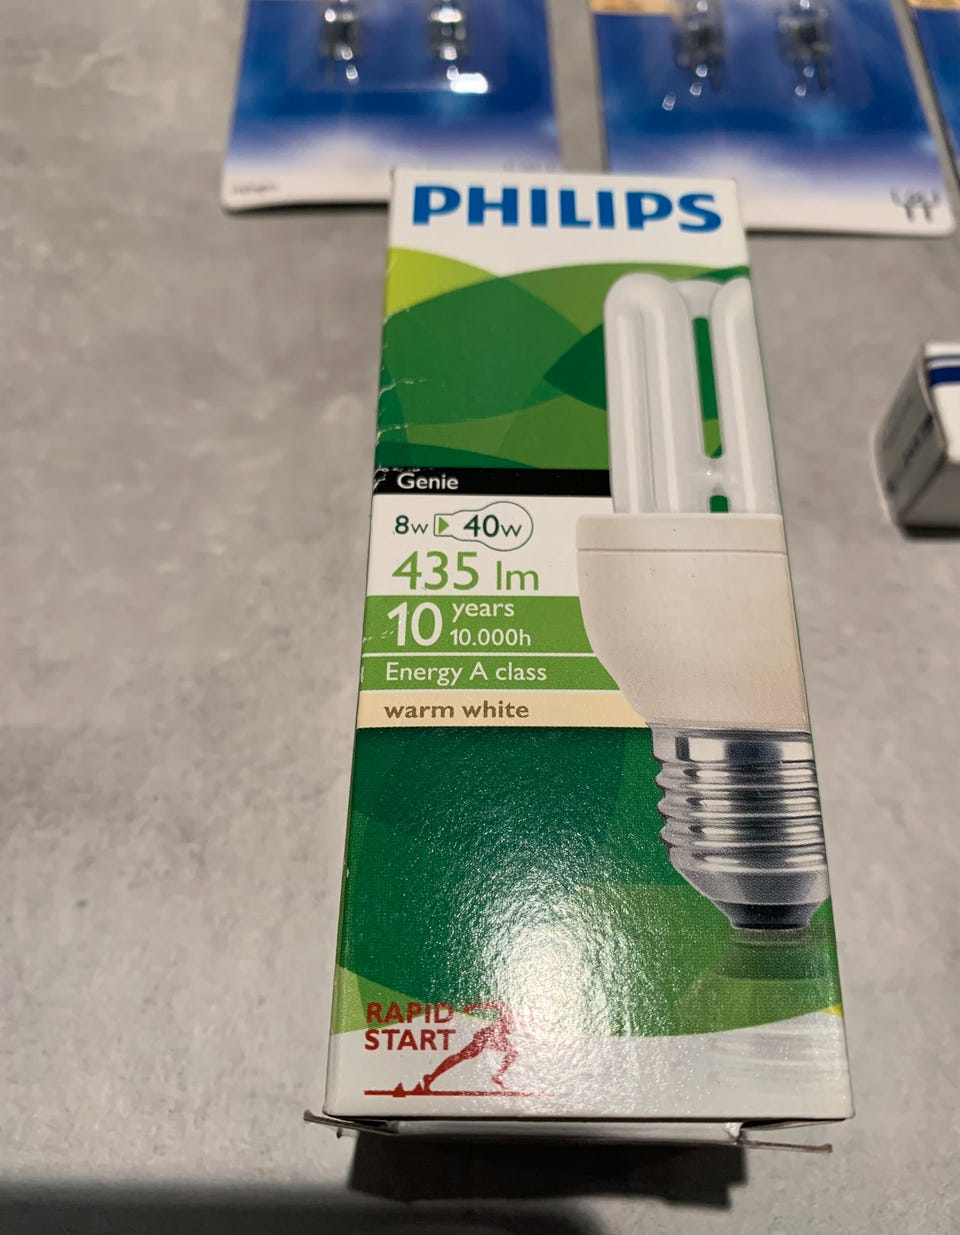 PHILIPS
Genie
8w 40w
435 lm
10 years
10.000h
Energy A class
warm white
RAPID
START